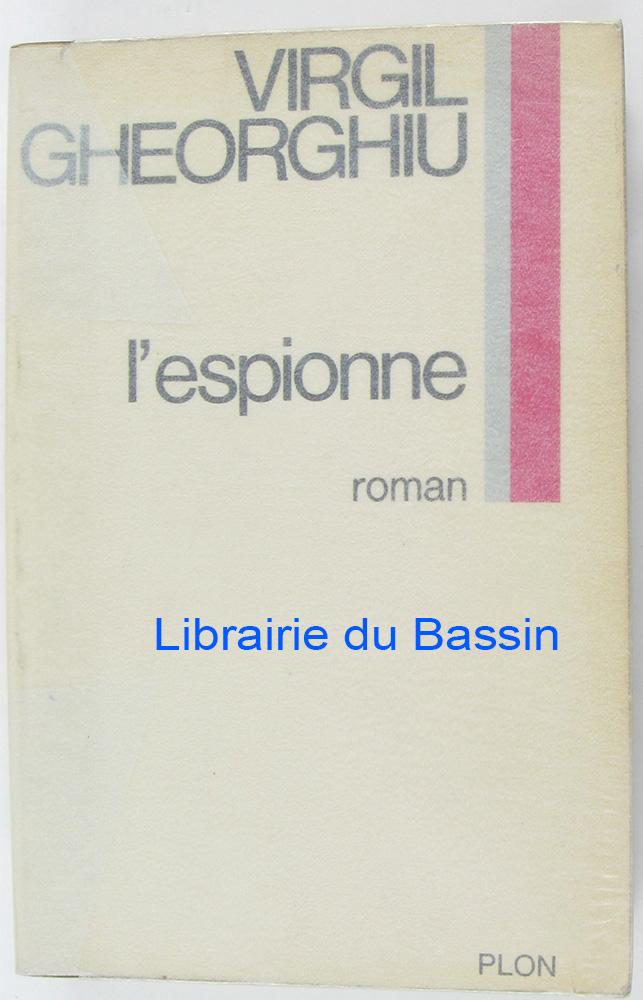 VIRGIL
GHEORGHIU
l'espionne
roman
Librairie du Bassin
PLON